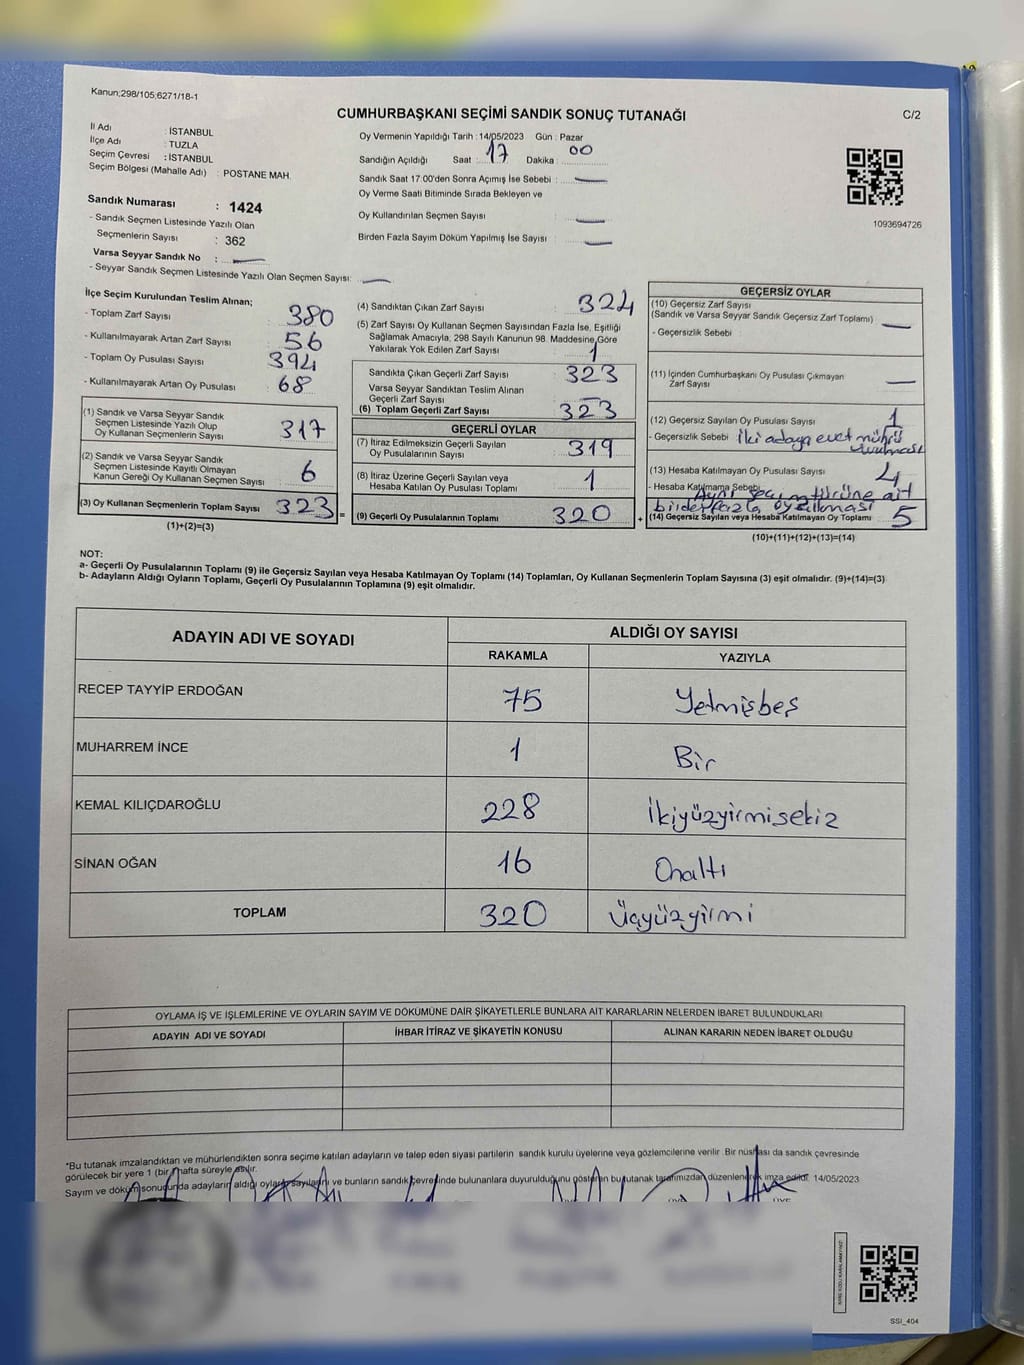 Kanun;298/105;6271/18-1
CUMHURBAŞKANI SEÇİMİ SANDIK SONUÇ TUTANAĞI
C/2
İl Adı : İSTANBUL
İlçe Adı : TUZLA
Seçim Çevresi : İSTANBUL
Seçim Bölgesi (Mahalle Adı) : POSTANE MAH.
Sandık Numarası : 1424
- Sandık Seçmen Listesinde Yazılı Olan
Seçmenlerin Sayısı : 362
Varsa Seyyar Sandık No : —
- Seyyar Sandık Seçmen Listesinde Yazılı Olan Seçmen Sayısı: —
Oy Vermenin Yapıldığı Tarih : 14/05/2023 Gün : Pazar
Sandığın Açıldığı Saat : 17 Dakika : 00
Sandık Saat 17:00'den Sonra Açımış İse Sebebi : —
Oy Verme Saati Bitiminde Sırada Bekleyen ve
Oy Kullandırılan Seçmen Sayısı : —
Birden Fazla Sayım Döküm Yapılmış İse Sayısı : —
1093694726
İlçe Seçim Kurulundan Teslim Alınan;
- Toplam Zarf Sayısı : 380
- Kullanılmayarak Artan Zarf Sayısı : 56
- Toplam Oy Pusulası Sayısı : 394
- Kullanılmayarak Artan Oy Pusulası : 68
(1) Sandık ve Varsa Seyyar Sandık
Seçmen Listesinde Yazılı Olup
Oy Kullanan Seçmenlerin Sayısı : 317
(2) Sandık ve Varsa Seyyar Sandık
Seçmen Listesinde Kayıtlı Olmayan
Kanun Gereği Oy Kullanan Seçmen Sayısı : 6
(3) Oy Kullanan Seçmenlerin Toplam Sayısı : 323 =
(1)+(2)=(3)
(4) Sandıktan Çıkan Zarf Sayısı : 324
(5) Zarf Sayısı Oy Kullanan Seçmen Sayısından Fazla İse, Eşitliği
Sağlamak Amacıyla, 298 Sayılı Kanunun 98. Maddesine Göre
Yakılarak Yok Edilen Zarf Sayısı : 1
Sandıkta Çıkan Geçerli Zarf Sayısı : 323
Varsa Seyyar Sandıktan Teslim Alınan
Geçerli Zarf Sayısı : —
(6) Toplam Geçerli Zarf Sayısı : 323
GEÇERLİ OYLAR
(7) İtiraz Edilmeksizin Geçerli Sayılan
Oy Pusulalarının Sayısı : 319
(8) İtiraz Üzerine Geçerli Sayılan veya
Hesaba Katılan Oy Pusulası Toplamı : 1
(9) Geçerli Oy Pusulalarının Toplamı : 320 +
GEÇERSİZ OYLAR
(10) Geçersiz Zarf Sayısı
(Sandık ve Varsa Seyyar Sandık Geçersiz Zarf Toplamı) —
- Geçersizlik Sebebi :
(11) İçinden Cumhurbaşkanı Oy Pusulası Çıkmayan
Zarf Sayısı : —
(12) Geçersiz Sayılan Oy Pusulası Sayısı : 1
- Geçersizlik Sebebi : İki adaya evet mührü
vurulması
(13) Hesaba Katılmayan Oy Pusulası Sayısı : 4
- Hesaba Katılmama Sebebi
Aynı seçim türüne ait
birden fazla oy
(14) Geçersiz Sayılan veya Hesaba Katılmayan Oy Toplamı : 5
(10)+(11)+(12)+(13)=(14)
NOT:
a- Geçerli Oy Pusulalarının Toplamı (9) ile Geçersiz Sayılan veya Hesaba Katılmayan Oy Toplamı (14) Toplamları, Oy Kullanan Seçmenlerin Toplam Sayısına (3) eşit olmalıdır. (9)+(14)=(3)
b- Adayların Aldığı Oyların Toplamı, Geçerli Oy Pusulalarının Toplamına (9) eşit olmalıdır.
ADAYIN ADI VE SOYADI
ALDIĞI OY SAYISI
RAKAMLA YAZIYLA
RECEP TAYYİP ERDOĞAN 75 Yetmişbeş
MUHARREM İNCE 1 Bir
KEMAL KILIÇDAROĞLU 228 İkiyüzyirmisekiz
SİNAN OĞAN 16 Onaltı
TOPLAM 320 Üçyüzyirmi
OYLAMA İŞ VE İŞLEMLERİNE VE OYLARIN SAYIM VE DÖKÜMÜNE DAİR ŞİKAYETLERLE BUNLARA AİT KARARLARIN NELERDEN İBARET BULUNDUKLARI
ADAYIN ADI VE SOYADI İHBAR İTİRAZ VE ŞİKAYETİN KONUSU ALINAN KARARIN NEDEN İBARET OLDUĞU
*Bu tutanak imzalandıktan ve mühürlendikten sonra seçime katılan adayların ve talep eden siyasi partilerin sandık kurulu üyelerine veya gözlemcilerine verilir. Bir nüshası da sandık çevresinde
görülecek bir yere 1 (bir) hafta süreyle asılır.
Sayım ve döküm sonucunda adayların aldığı oyların sayılarını ve bunların sandık çevresinde bulunanlara duyurulduğunu gösteren bu tutanak tarafımızdan düzenlenerek imza edildi. 14/05/2023
SSİ_404